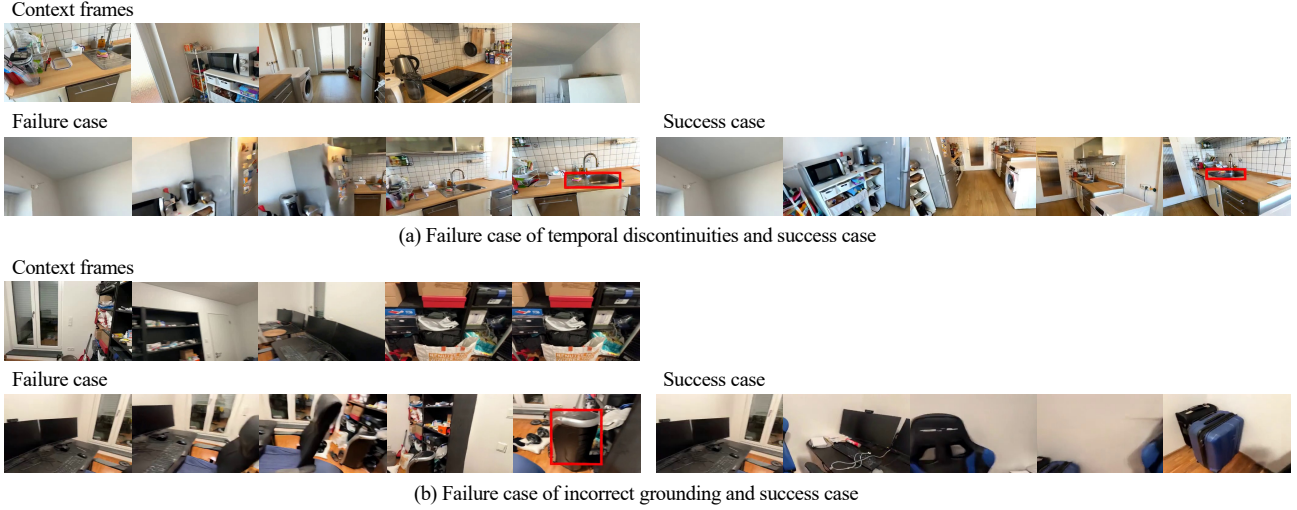 Context frames
Failure case
Success case
(a) Failure case of temporal discontinuities and success case
Context frames
Failure case
Success case
(b) Failure case of incorrect grounding and success case